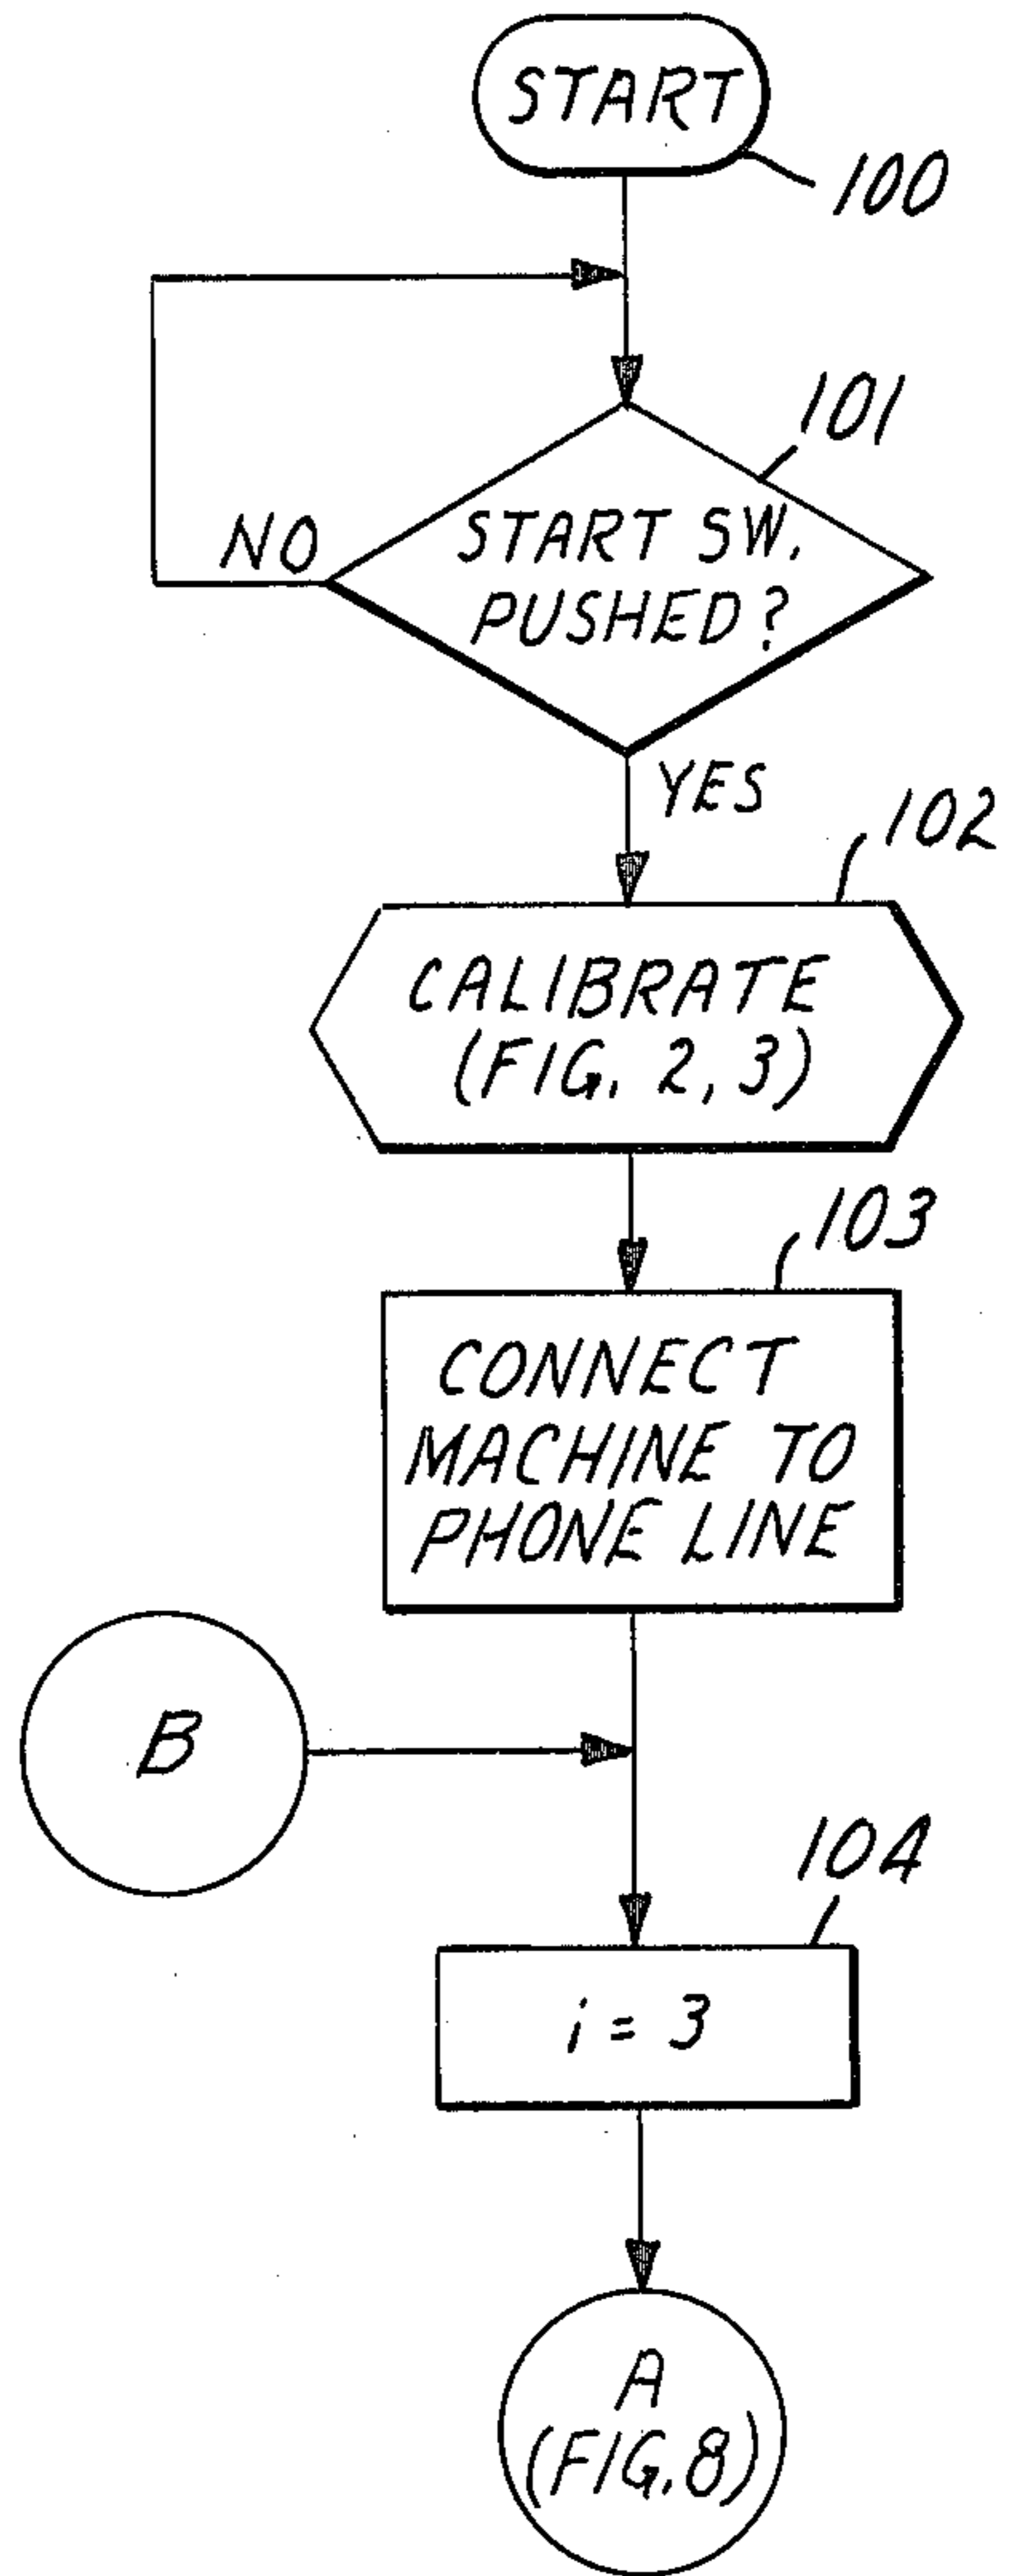 START
100
101
START SW.
PUSHED?
NO
YES
102
CALIBRATE
(FIG. 2, 3)
103
CONNECT
MACHINE TO
PHONE LINE
B
104
i = 3
A
(FIG. 8)